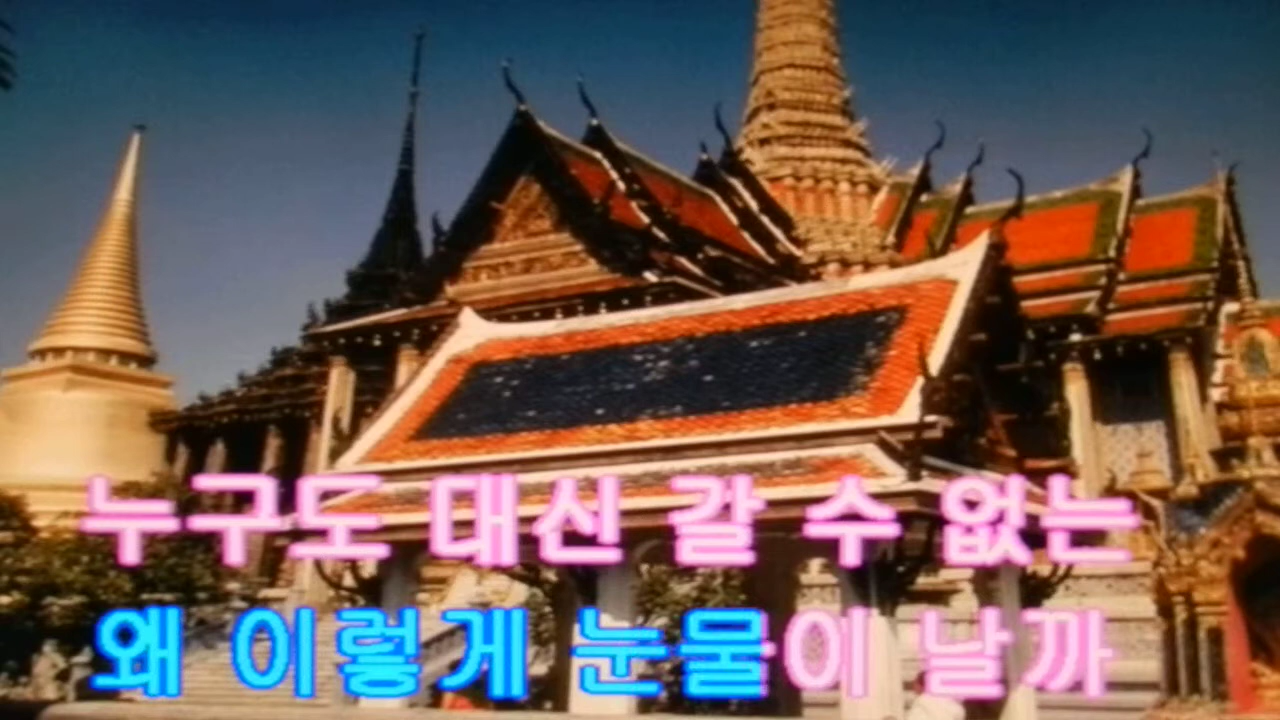 누구도 대신 갈 수 없는
왜 이렇게 눈물이 날까